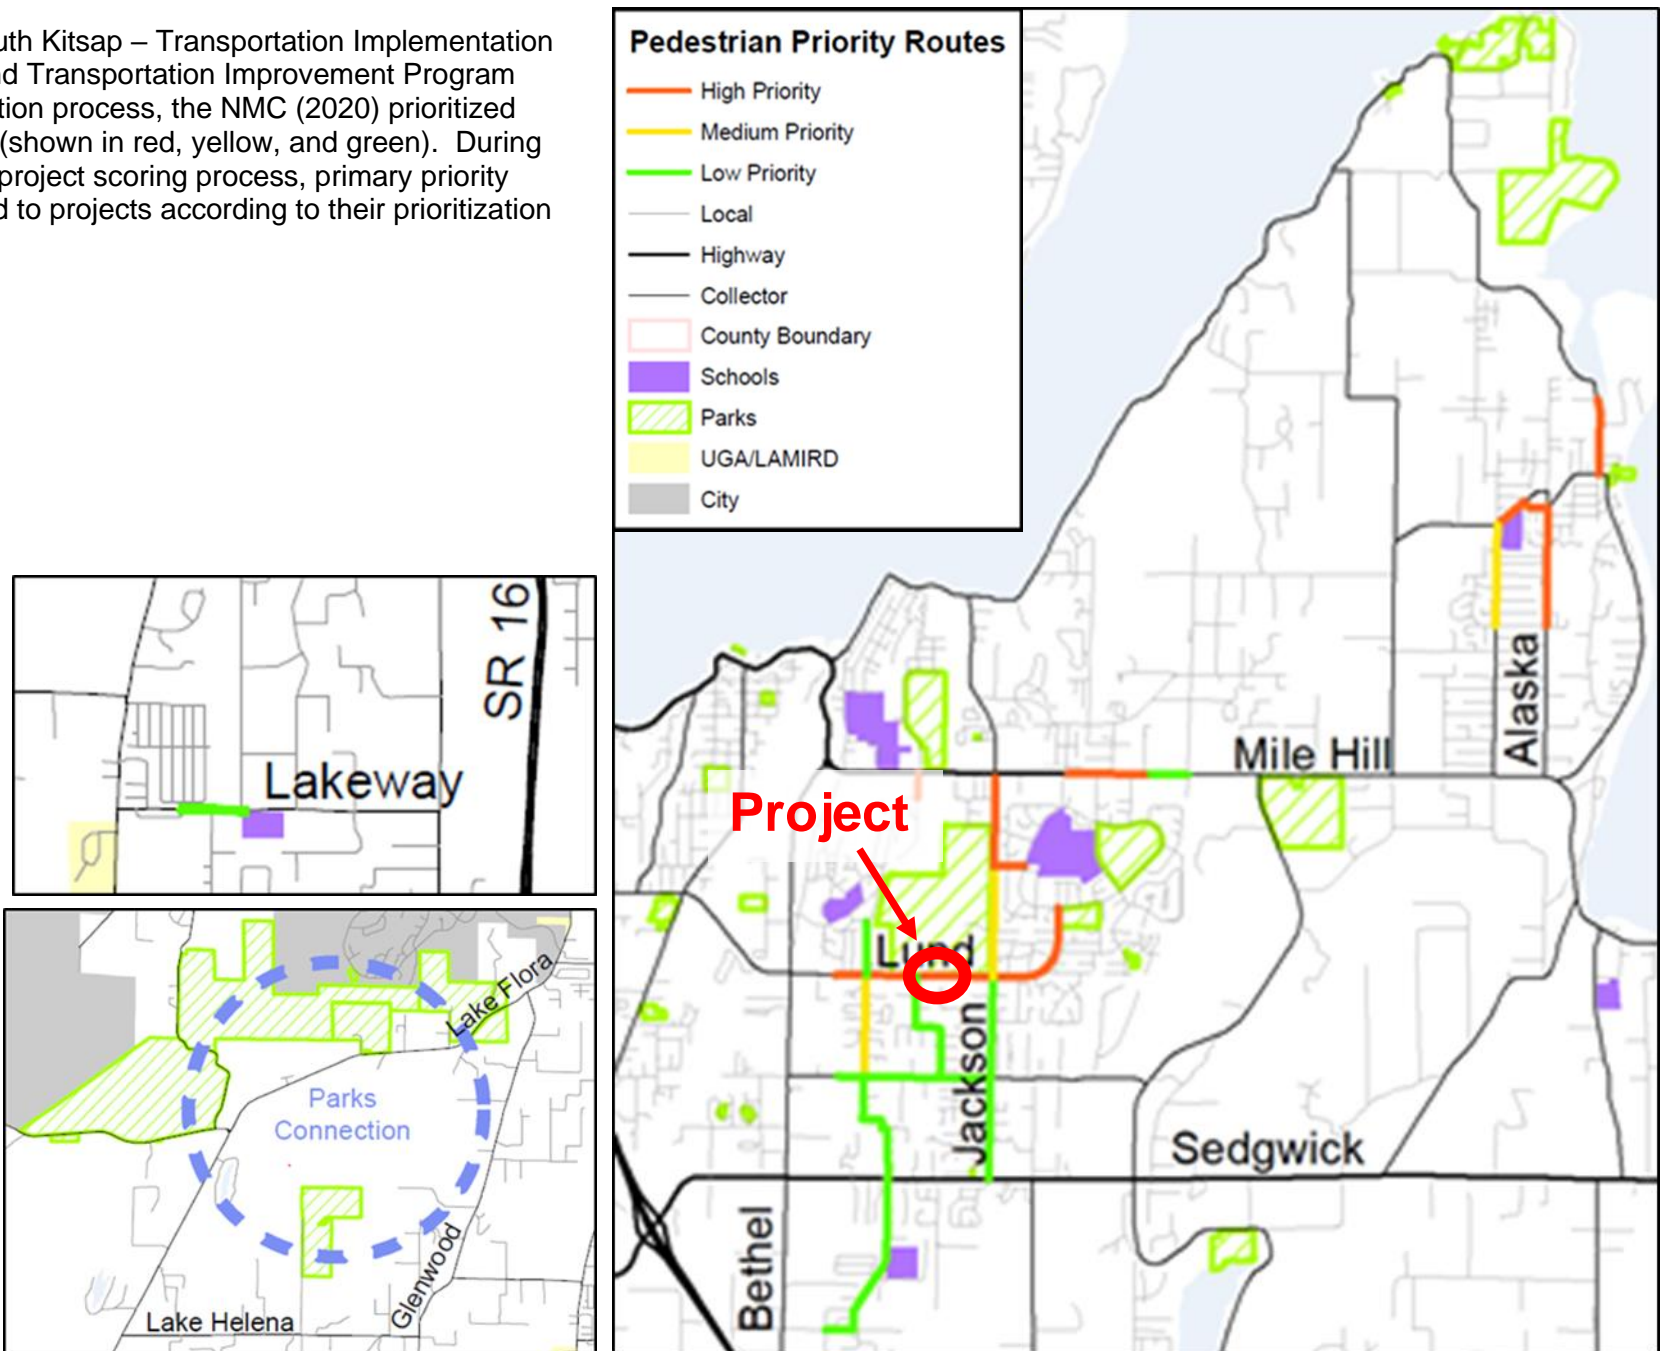 uth Kitsap – Transportation Implementation
d Transportation Improvement Program
tion process, the NMC (2020) prioritized
(shown in red, yellow, and green). During
project scoring process, primary priority
d to projects according to their prioritization
Pedestrian Priority Routes
High Priority
Medium Priority
Low Priority
Local
Highway
Collector
County Boundary
Schools
Parks
UGA/LAMIRD
City
SR 16
Lakeway
Lake Flora
Parks
Connection
Glenwood
Lake Helena
Alaska
Mile Hill
Project
Lund
Jackson
Sedgwick
Bethel